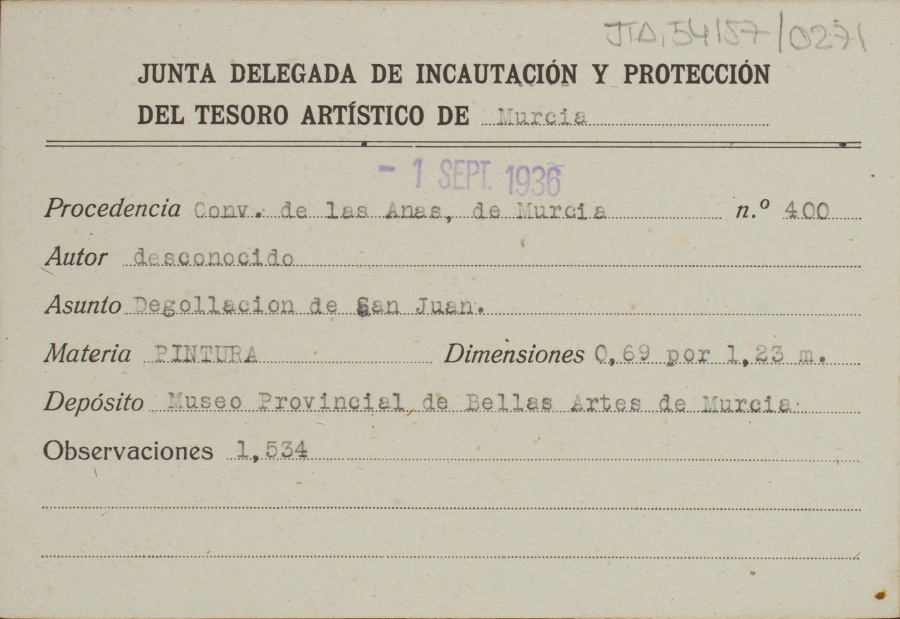 JTA, 54157/0271
JUNTA DELEGADA DE INCAUTACIÓN Y PROTECCIÓN
DEL TESORO ARTÍSTICO DE Murcia
- 1 SEPT. 1936
Procedencia Conv. de las Anas, de Murcia n.º 400
Autor desconocido
Asunto Degollacion de San Juan.
Materia PINTURA Dimensiones 0,69 por 1,23 m.
Depósito Museo Provincial de Bellas Artes de Murcia
Observaciones 1,534